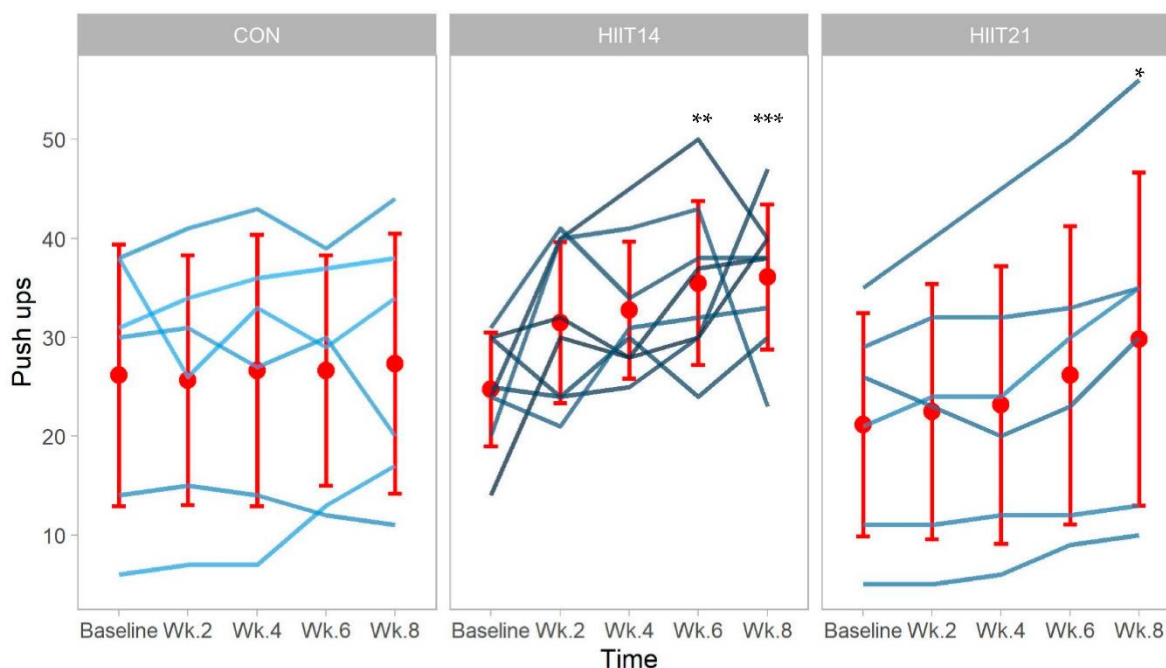 CON HIIT14 HIIT21
** *** *
Push ups
50
40
30
20
10
Baseline Wk.2 Wk.4 Wk.6 Wk.8 Baseline Wk.2 Wk.4 Wk.6 Wk.8 Baseline Wk.2 Wk.4 Wk.6 Wk.8
Time